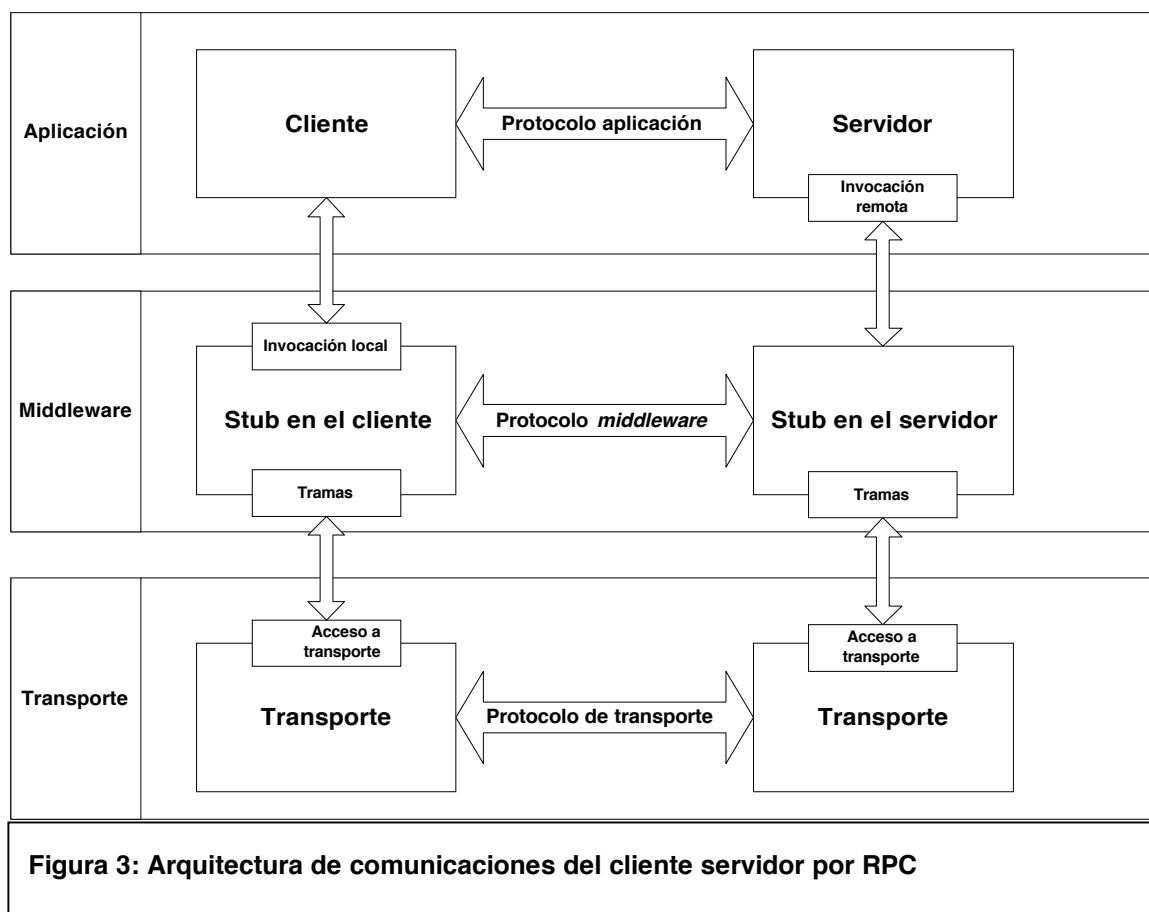 Aplicación
Cliente
Protocolo aplicación
Servidor
Invocación
remota
Middleware
Invocación local
Stub en el cliente
Tramas
Protocolo middleware
Stub en el servidor
Tramas
Transporte
Acceso a
transporte
Transporte
Protocolo de transporte
Acceso a
transporte
Transporte
Figura 3: Arquitectura de comunicaciones del cliente servidor por RPC